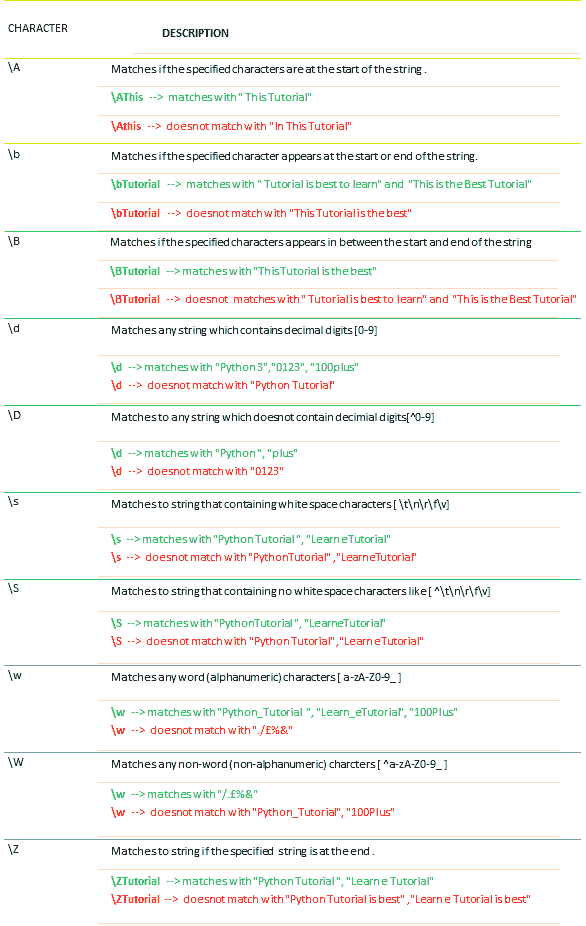 CHARACTER
DESCRIPTION
\A
Matches if the specified characters are at the start of the string .
\AThis --> matches with " This Tutorial"
\Athis --> doesnot match with "In This Tutorial"
\b
Matches if the specified character appears at the start or end of the string.
\bTutorial --> matches with " Tutorial is best to learn" and "This is the Best Tutorial"
\bTutorial --> doesnot match with "This Tutorial is the best"
\B
Matches if the specified characters appears in between the start and end of the string
\BTutorial --> matches with "This Tutorial is the best"
\BTutorial --> doesnot matches with " Tutorial is best to learn" and "This is the Best Tutorial"
\d
Matches any string which contains decimal digits [0-9]
\d --> matches with "Python 3", "0123", "100plus"
\d --> doesnot match with "Python Tutorial"
\D
Matches to any string which doesnot contain decimial digits[^0-9]
\d --> matches with "Python ", "plus"
\d --> doesnot match with "0123"
\s
Matches to string that containing white space characters [ \t\n\r\f\v]
\s --> matches with "Python Tutorial ", "Learn eTutorial"
\s --> doesnot match with "PythonTutorial" ,"LearneTutorial"
\S
Matches to string that containing no white space characters like [ ^\t\n\r\f\v]
\S --> matches with "PythonTutorial ", "LearneTutorial"
\S --> doesnot match with "Python Tutorial" ,"Learn eTutorial"
\w
Matches any word (alphanumeric) characters [ a-zA-Z0-9_ ]
\w --> matches with "Python_Tutorial ", "Learn_eTutorial", "100Plus"
\w --> doesnot match with "./£%&"
\W
Matches any non-word (non-alphanumeric) charcters [ ^a-zA-Z0-9_ ]
\w --> matches with "/.£%&"
\w --> doesnot match with "Python_Tutorial", "100Plus"
\Z
Matches to string if the specified string is at the end .
\ZTutorial --> matches with "Python Tutorial ", "Learn e Tutorial"
\ZTutorial --> doesnot match with "Python Tutorial is best" ,"Learn e Tutorial is best"